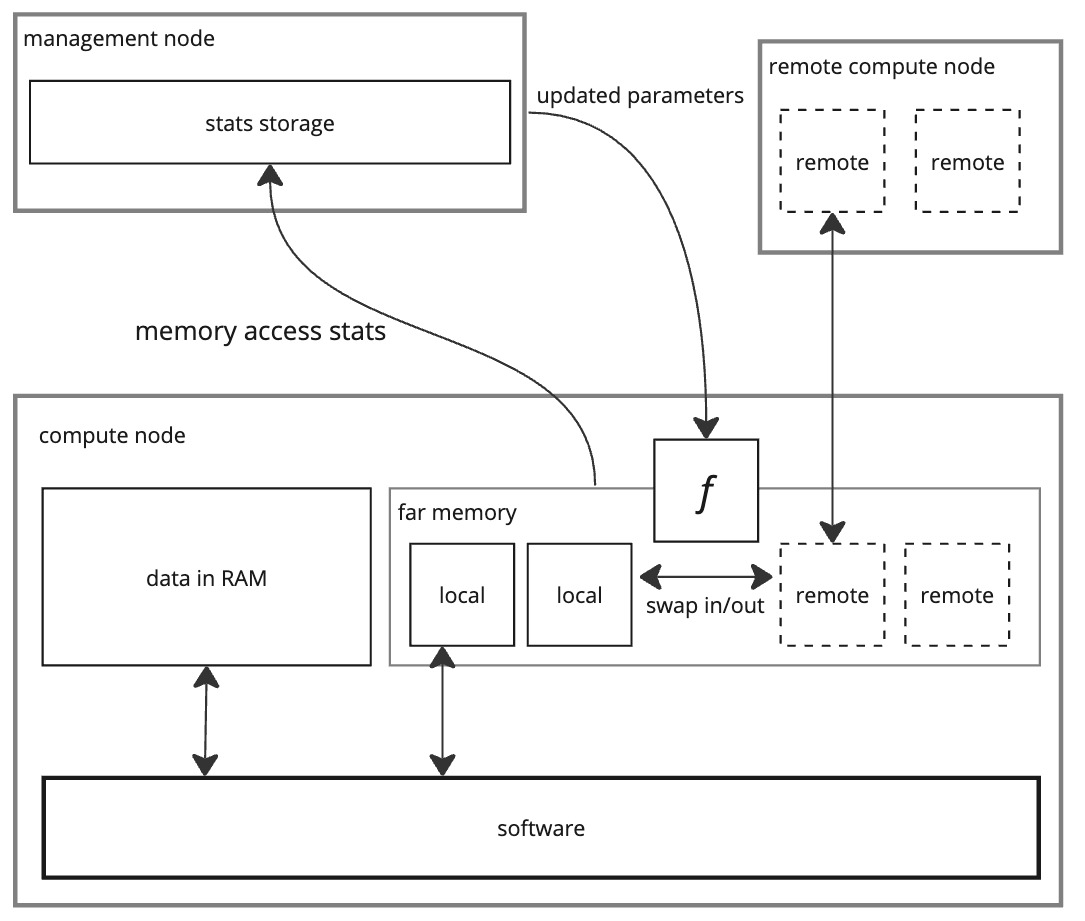 management node
stats storage
updated parameters
remote compute node
remote
remote
memory access stats
compute node
data in RAM
far memory
f
local
local
swap in/out
remote
remote
software